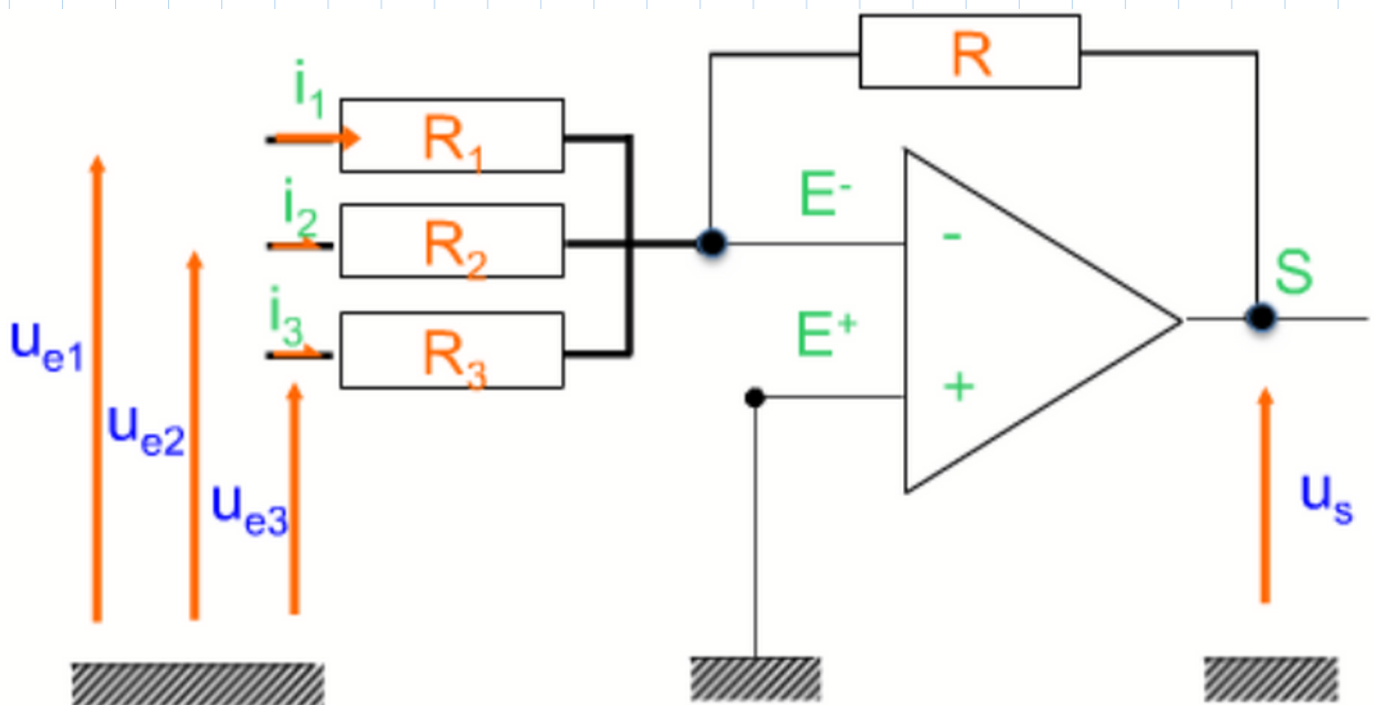 R
i₁
R₁
i₂
R₂
E⁻
-
S
i₃
R₃
E⁺
+
uₑ₁
uₑ₂
uₑ₃
uₛ